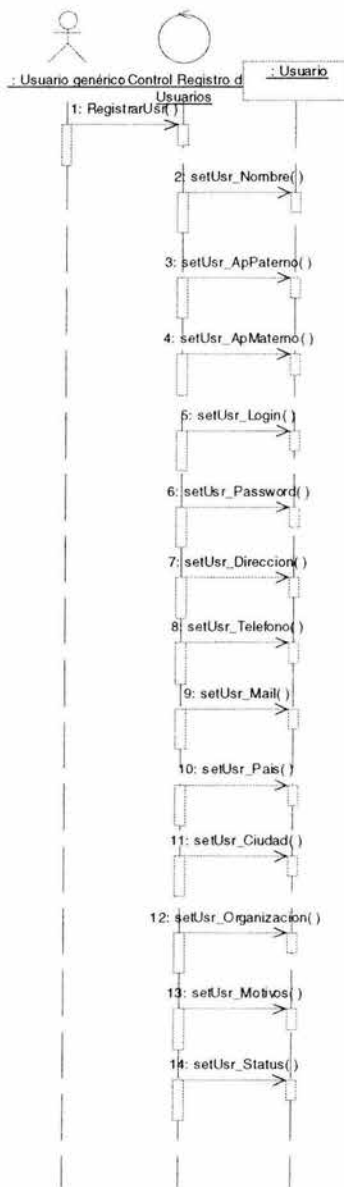 : Usuario genérico Control Registro d : Usuario
Usuarios
1: RegistrarUsr( )
2: setUsr_Nombre( )
3: setUsr_ApPaterno( )
4: setUsr_ApMaterno( )
5: setUsr_Login( )
6: setUsr_Password( )
7: setUsr_Direccion( )
8: setUsr_Telefono( )
9: setUsr_Mail( )
10: setUsr_Pais( )
11: setUsr_Ciudad( )
12: setUsr_Organizacion( )
13: setUsr_Motivos( )
14: setUsr_Status( )